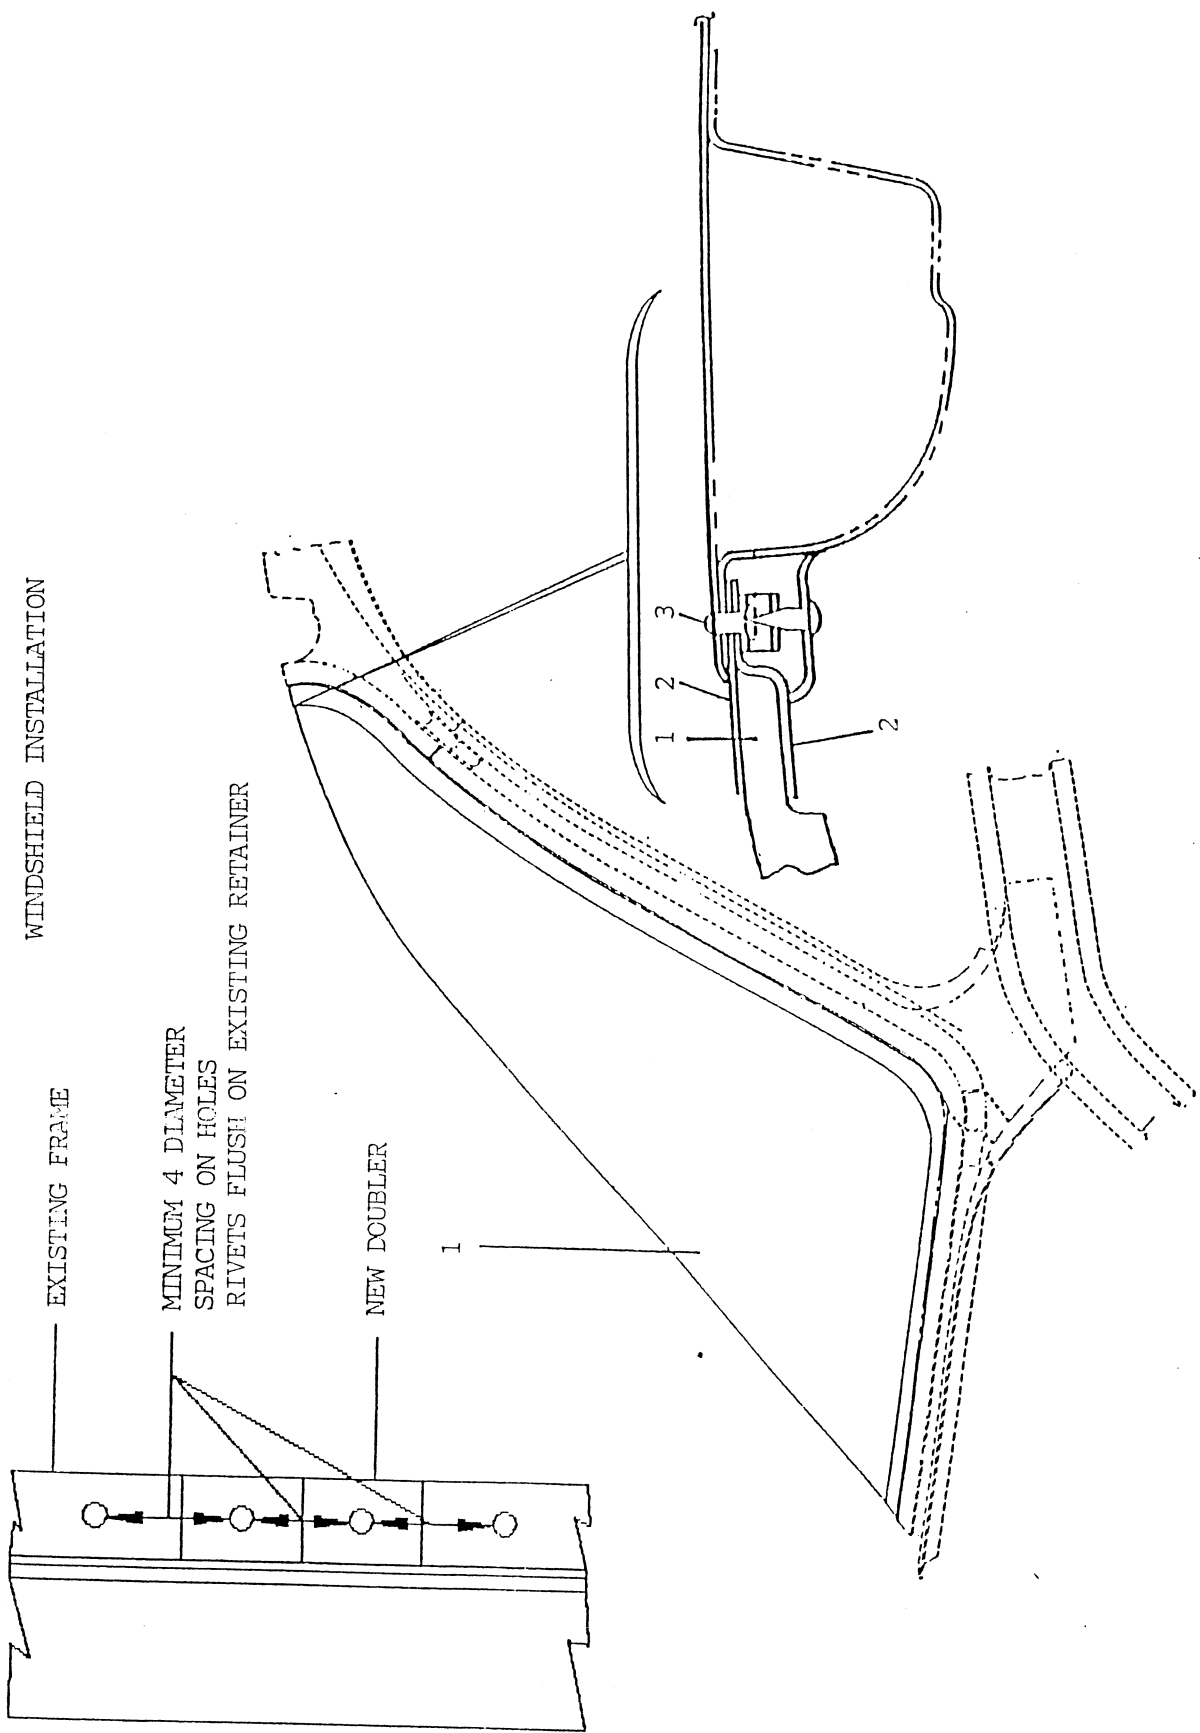 WINDSHIELD INSTALLATION
EXISTING FRAME
MINIMUM 4 DIAMETER
SPACING ON HOLES
RIVETS FLUSH ON EXISTING RETAINER
NEW DOUBLER
1
1
2
3
2